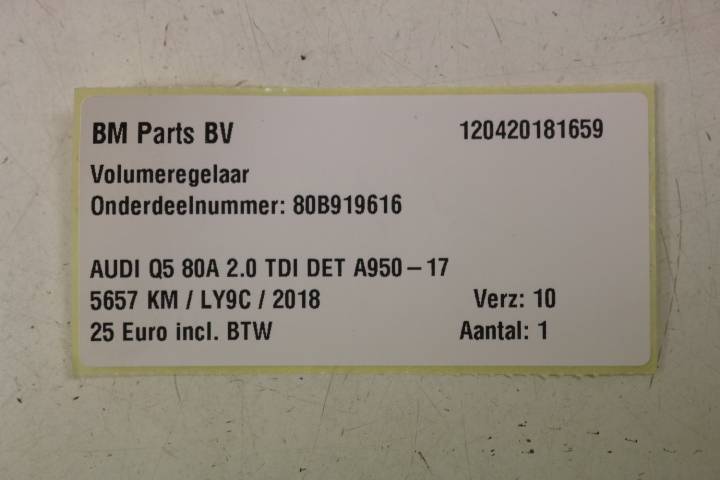 BM Parts BV 120420181659
Volumeregelaar
Onderdeelnummer: 80B919616
AUDI Q5 80A 2.0 TDI DET A950-17
5657 KM / LY9C / 2018 Verz: 10
25 Euro incl. BTW Aantal: 1